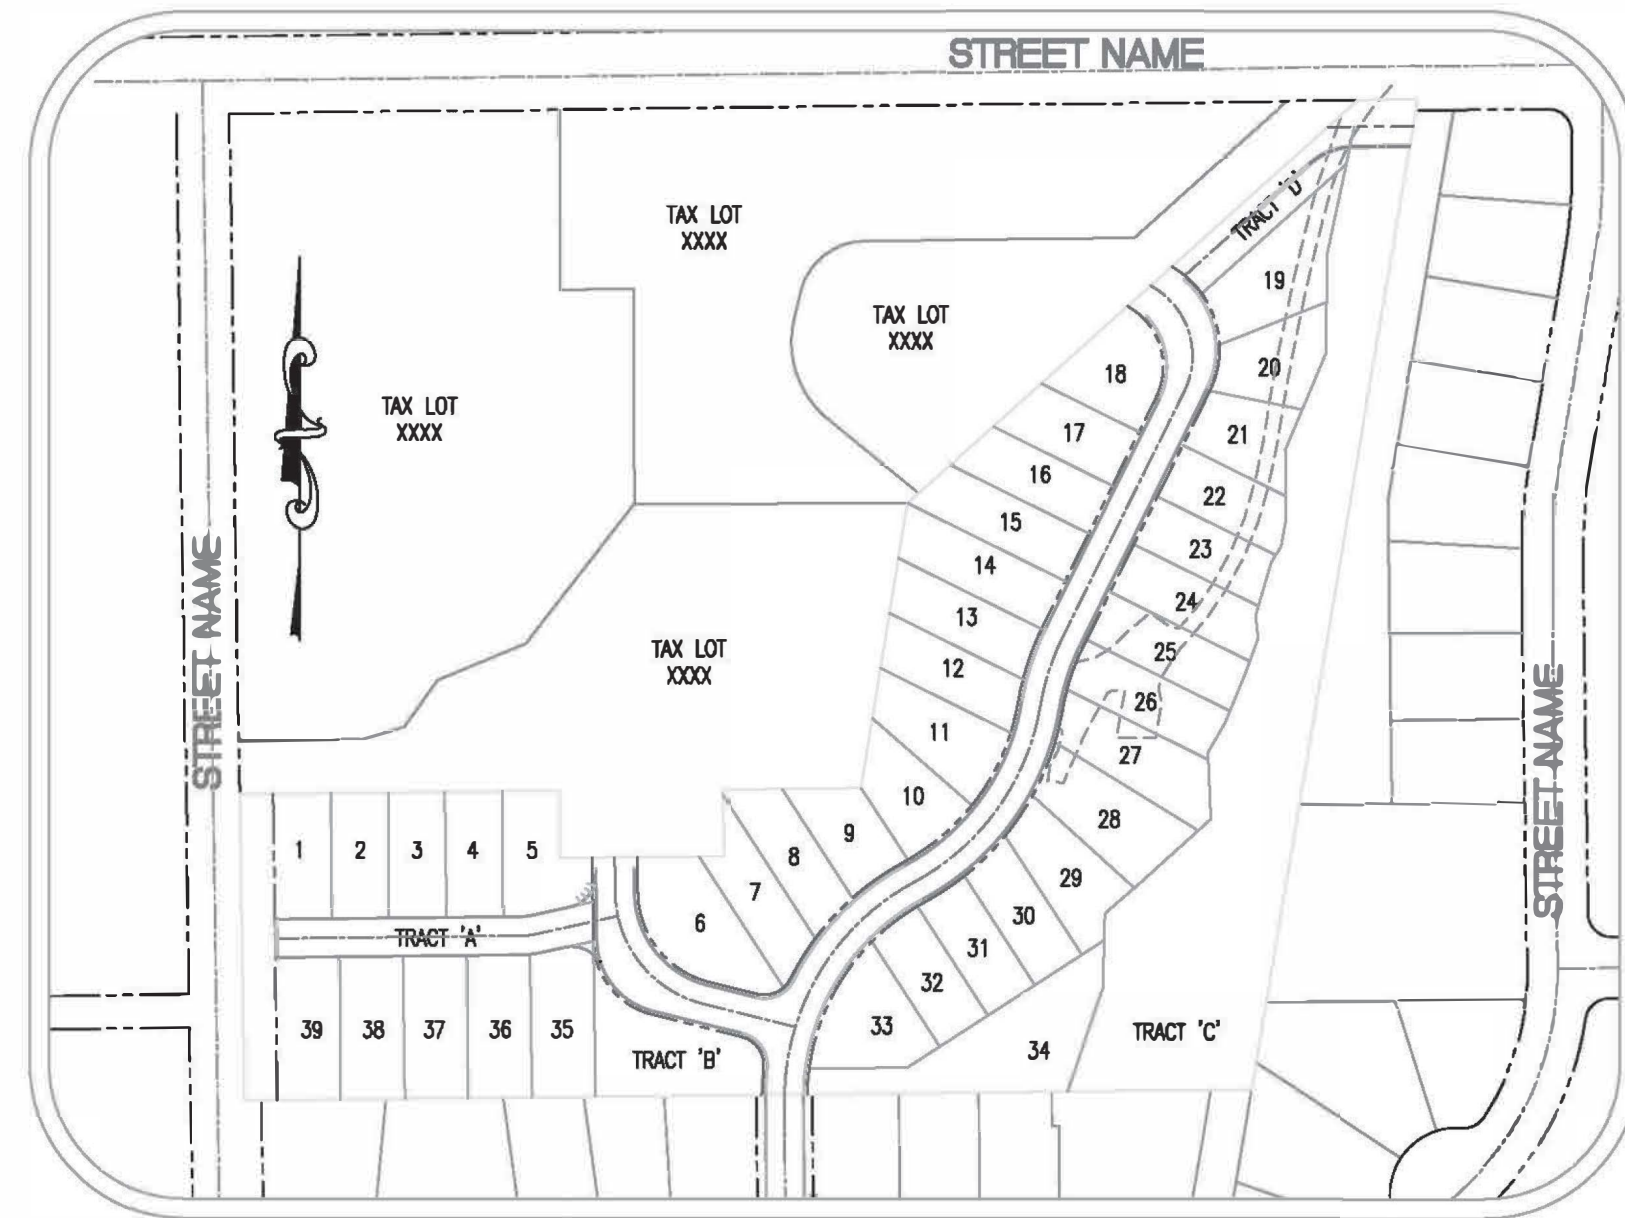 STREET NAME
TRACT 'D'
TAX LOT
XXXX
19
TAX LOT
XXXX
18
20
TAX LOT
XXXX
17
21
16
22
15
23
14
24
13
25
TAX LOT
XXXX
12
26
STREET NAME
11
27
STREET NAME
10
28
1
2
3
4
5
9
8
7
29
6
30
TRACT 'A'
31
32
39
38
37
36
35
33
34
TRACT 'B'
TRACT 'C'